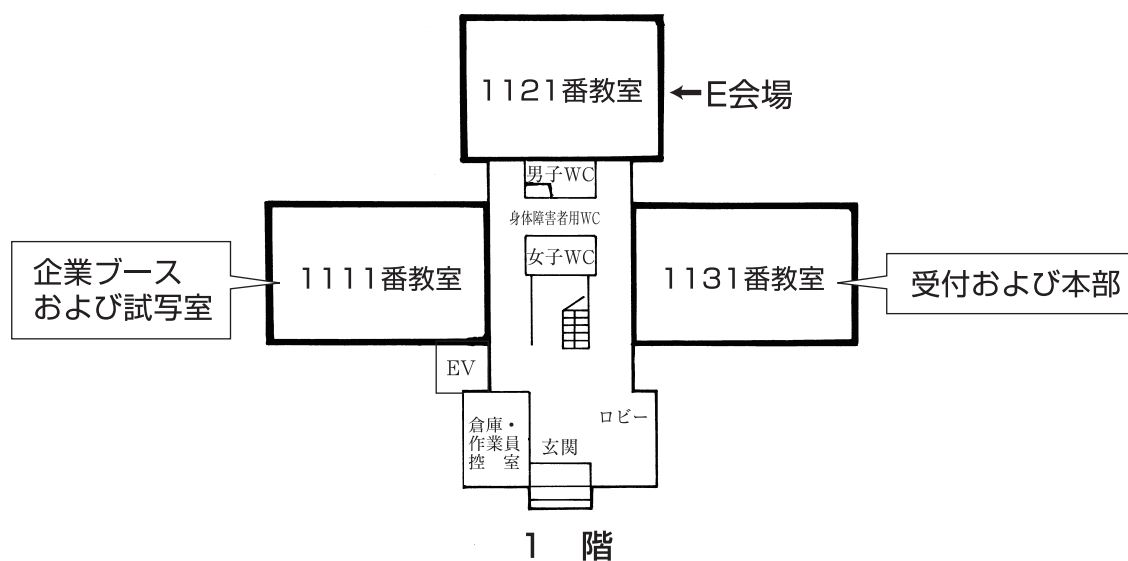 1121番教室
←E会場
男子WC
身体障害者用WC
女子WC
企業ブース
および試写室
1111番教室
1131番教室
受付および本部
EV
倉庫・
作業員
控室
ロビー
玄関
1 階